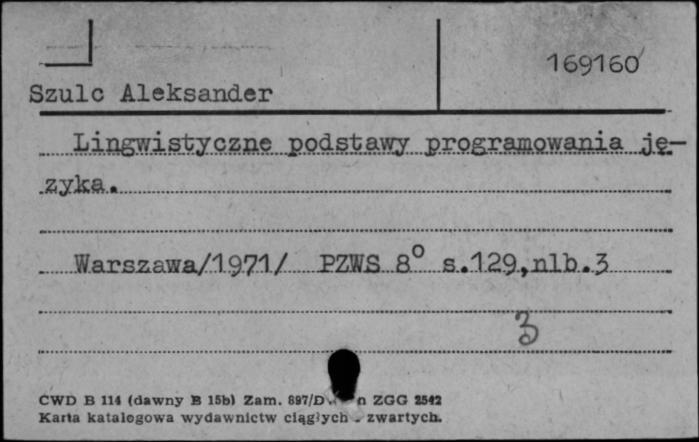 169160
Szulc Aleksander
Lingwistyczne podstawy programowania ję-
zyka.
Warszawa/1971/ PZWS 8° s.129,nlb.3
3
CWD B 114 (dawny B 15b) Zam. 897/D n ZGG 2542
Karta katalogowa wydawnictw ciągłych zwartych.